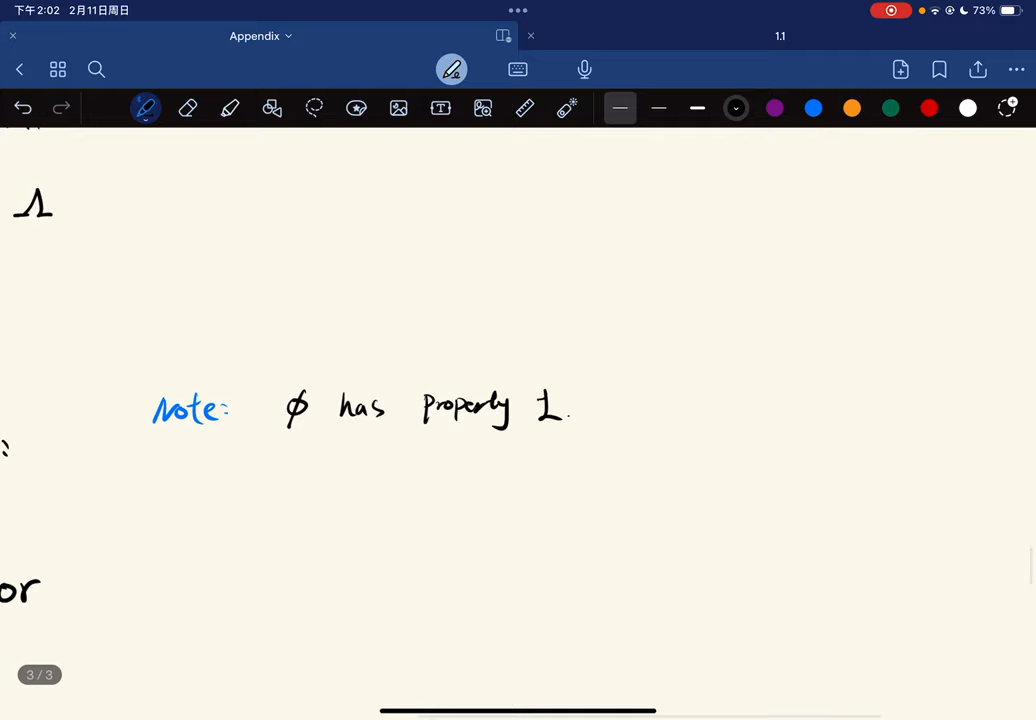 下午2:02 2月11日周日 73%
Appendix 1.1
Λ
Note: ϕ has property 1.
:
or
3 / 3